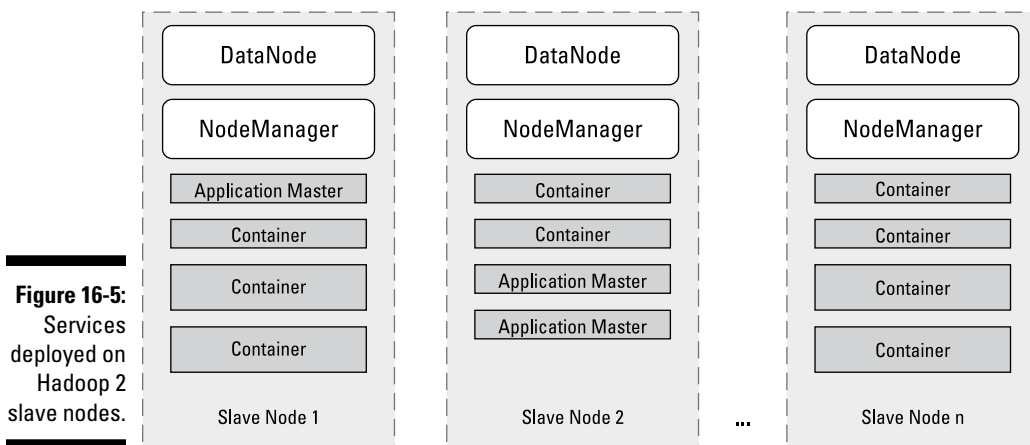 DataNode
NodeManager
Application Master
Container
Container
Container
Slave Node 1
DataNode
NodeManager
Container
Container
Application Master
Application Master
Slave Node 2
...
DataNode
NodeManager
Container
Container
Container
Container
Slave Node n
Figure 16-5:
Services
deployed on
Hadoop 2
slave nodes.